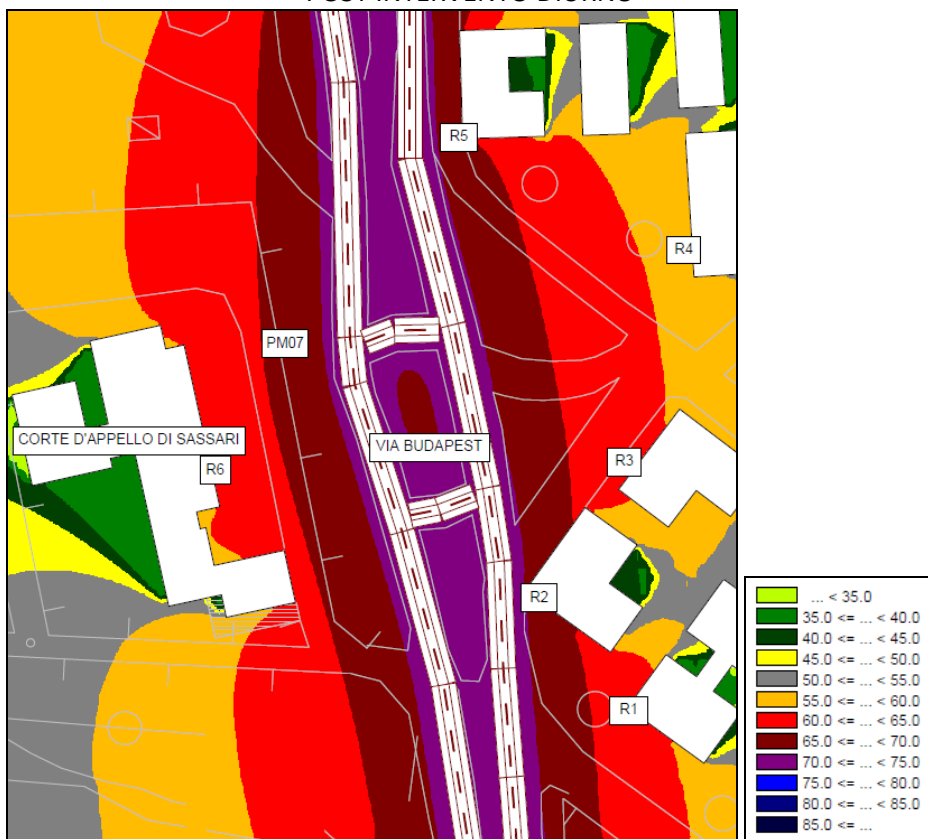 POST INTERVENTO DIURNO
R5
R4
PM07
CORTE D'APPELLO DI SASSARI
VIA BUDAPEST
R6
R3
R2
R1
... < 35.0
35.0 <= ... < 40.0
40.0 <= ... < 45.0
45.0 <= ... < 50.0
50.0 <= ... < 55.0
55.0 <= ... < 60.0
60.0 <= ... < 65.0
65.0 <= ... < 70.0
70.0 <= ... < 75.0
75.0 <= ... < 80.0
80.0 <= ... < 85.0
85.0 <= ...